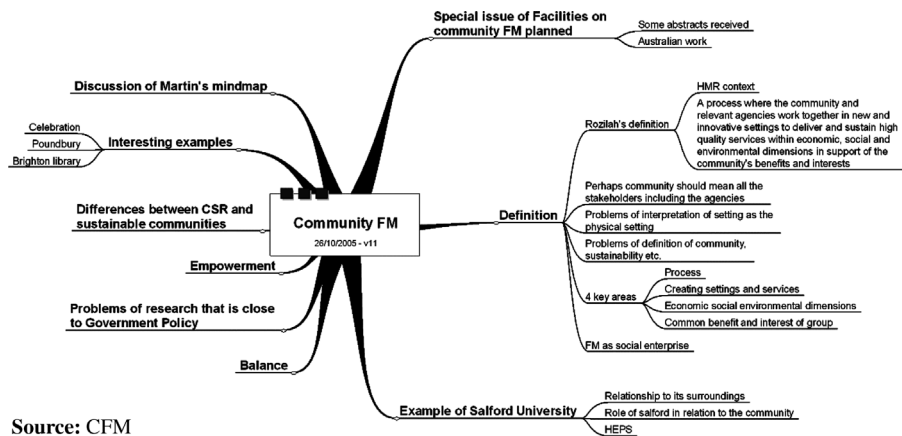 Special issue of Facilities on
community FM planned
Some abstracts received
Australian work
Discussion of Martin's mindmap
Celebration
Poundbury
Brighton library
Interesting examples
Differences between CSR and
sustainable communities
Empowerment
Problems of research that is close
to Government Policy
Balance
Community FM
26/10/2005 - v11
Definition
Rozilah's definition
HMR context
A process where the community and
relevant agencies work together in new and
innovative settings to deliver and sustain high
quality services within economic, social and
environmental dimensions in support of the
community's benefits and interests
Perhaps community should mean all the
stakeholders including the agencies
Problems of interpretation of setting as the
physical setting
Problems of definition of community,
sustainability etc.
4 key areas
Process
Creating settings and services
Economic social environmental dimensions
Common benefit and interest of group
FM as social enterprise
Example of Salford University
Relationship to its surroundings
Role of salford in relation to the community
HEPS
Source: CFM